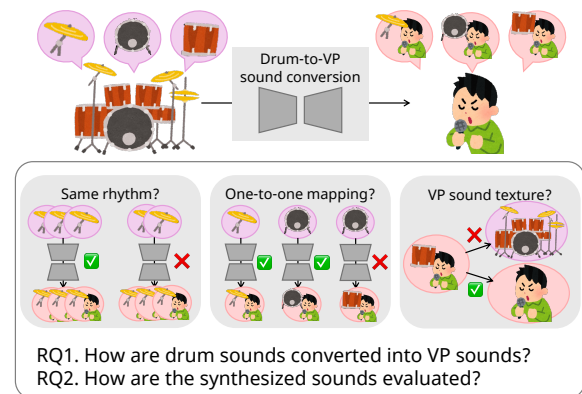 Drum-to-VP
sound conversion
Same rhythm?
One-to-one mapping?
VP sound texture?
RQ1. How are drum sounds converted into VP sounds?
RQ2. How are the synthesized sounds evaluated?